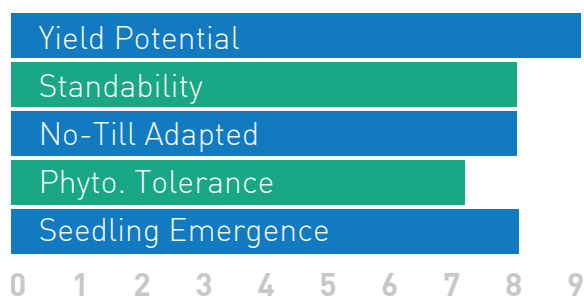 Yield Potential
Standability
No-Till Adapted
Phyto. Tolerance
Seedling Emergence
0 1 2 3 4 5 6 7 8 9